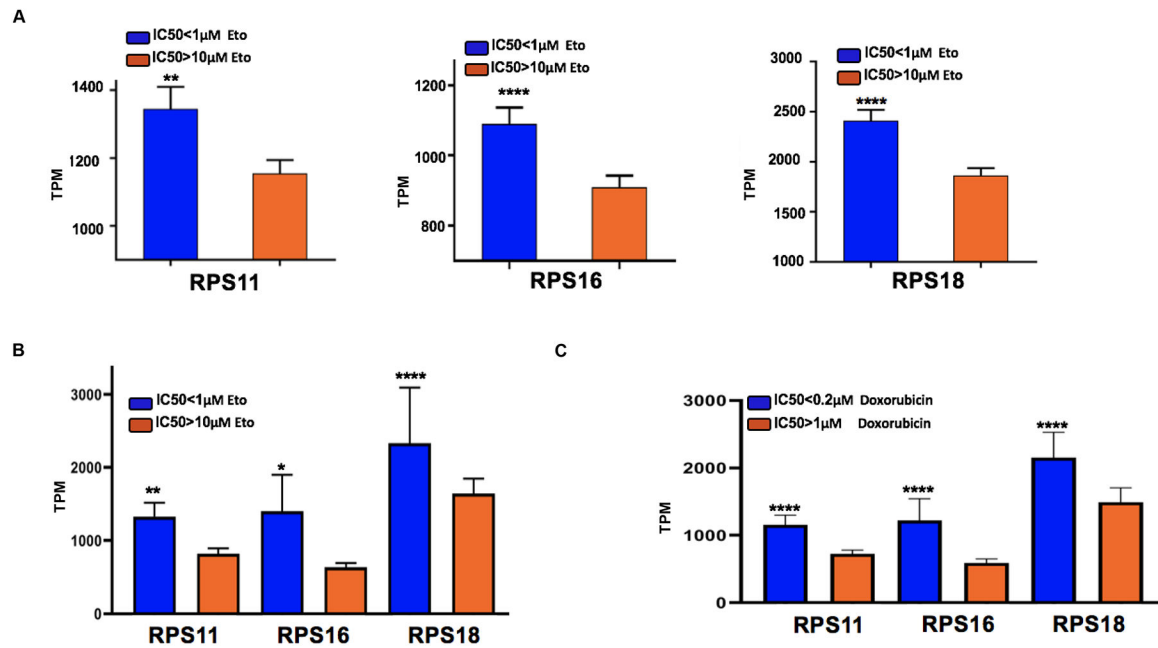 A
IC50<1µM Eto
IC50>10µM Eto
**
1400
1200
1000
TPM
RPS11
IC50<1µM Eto
IC50>10µM Eto
****
1200
1000
800
TPM
RPS16
IC50<1µM Eto
IC50>10µM Eto
****
3000
2500
2000
1500
1000
TPM
RPS18
B
IC50<1µM Eto
IC50>10µM Eto
**
*
****
3000
2000
1000
0
TPM
RPS11 RPS16 RPS18
C
IC50<0.2µM Doxorubicin
IC50>1µM Doxorubicin
****
****
****
3000
2000
1000
0
TPM
RPS11 RPS16 RPS18